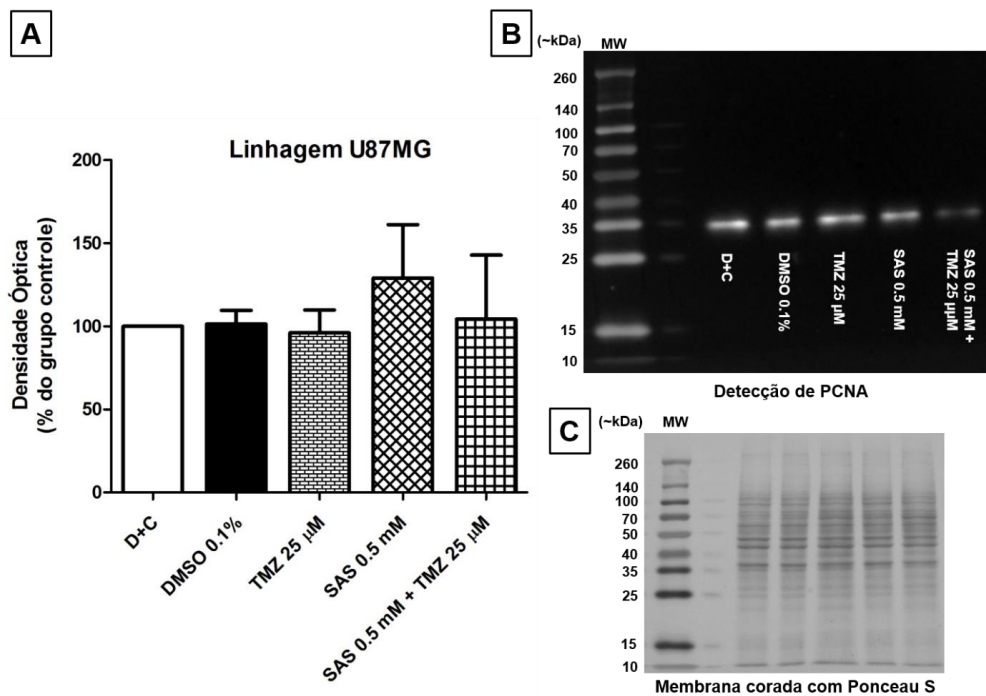 A
Linhagem U87MG
Densidade Óptica
(% do grupo controle)
200
150
100
50
0
D+C
DMSO 0.1%
TMZ 25 μM
SAS 0.5 mM
SAS 0.5 mM + TMZ 25 μM
B
(~kDa)
MW
260
140
100
70
50
40
35
25
15
10
D+C
DMSO 0.1%
TMZ 25 μM
SAS 0.5 mM
SAS 0.5 mM +
TMZ 25 μμM
Detecção de PCNA
C
(~kDa)
MW
260
140
100
70
50
40
35
25
15
10
Membrana corada com Ponceau S